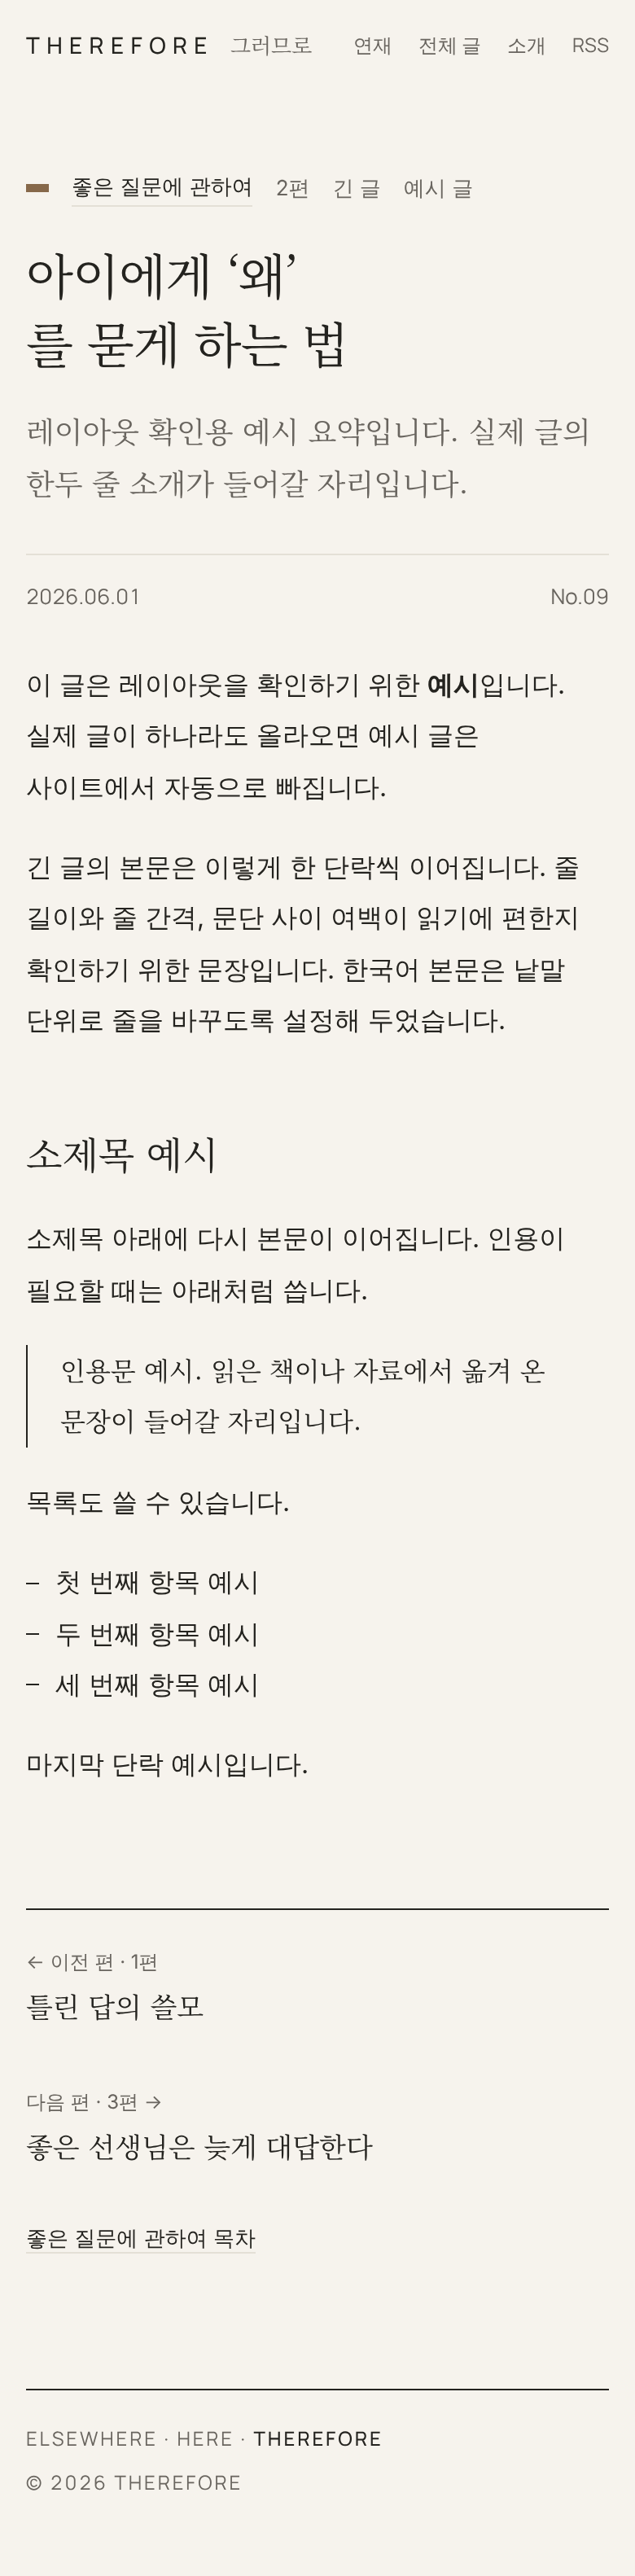 THEREFORE 그러므로 연재 전체 글 소개 RSS
좋은 질문에 관하여 2편 긴 글 예시 글
아이에게 ‘왜’
를 묻게 하는 법
레이아웃 확인용 예시 요약입니다. 실제 글의
한두 줄 소개가 들어갈 자리입니다.
2026.06.01 No.09
이 글은 레이아웃을 확인하기 위한 예시입니다.
실제 글이 하나라도 올라오면 예시 글은
사이트에서 자동으로 빠집니다.
긴 글의 본문은 이렇게 한 단락씩 이어집니다. 줄
길이와 줄 간격, 문단 사이 여백이 읽기에 편한지
확인하기 위한 문장입니다. 한국어 본문은 낱말
단위로 줄을 바꾸도록 설정해 두었습니다.
소제목 예시
소제목 아래에 다시 본문이 이어집니다. 인용이
필요할 때는 아래처럼 씁니다.
인용문 예시. 읽은 책이나 자료에서 옮겨 온
문장이 들어갈 자리입니다.
목록도 쓸 수 있습니다.
– 첫 번째 항목 예시
– 두 번째 항목 예시
– 세 번째 항목 예시
마지막 단락 예시입니다.
← 이전 편 · 1편
틀린 답의 쓸모
다음 편 · 3편 →
좋은 선생님은 늦게 대답한다
좋은 질문에 관하여 목차
ELSEWHERE · HERE · THEREFORE
© 2026 THEREFORE